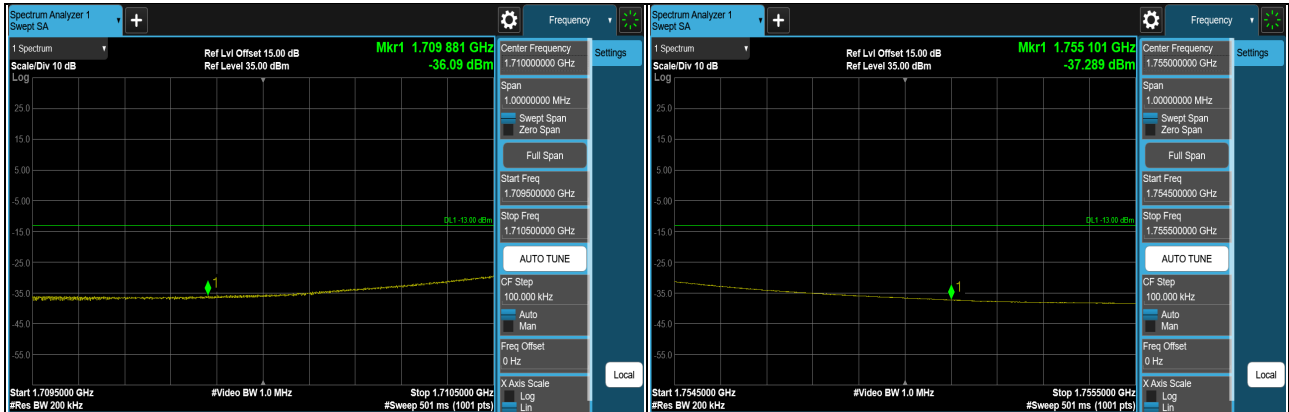 Spectrum Analyzer 1
Swept SA
Frequency
1 Spectrum
Scale/Div 10 dB
Log
Ref Lvl Offset 15.00 dB
Ref Level 35.00 dBm
Mkr1 1.709 881 GHz
-36.09 dBm
25.0
15.0
5.00
-5.00
-15.0
-25.0
-35.0
-45.0
-55.0
DL1 -13.00 dBm
1
Start 1.7095000 GHz
#Res BW 200 kHz
#Video BW 1.0 MHz
Stop 1.7105000 GHz
#Sweep 501 ms (1001 pts)
Center Frequency
1.710000000 GHz
Span
1.00000000 MHz
Swept Span
Zero Span
Full Span
Start Freq
1.709500000 GHz
Stop Freq
1.710500000 GHz
AUTO TUNE
CF Step
100.000 kHz
Auto
Man
Freq Offset
0 Hz
X Axis Scale
Log
Lin
Settings
Local
Spectrum Analyzer 1
Swept SA
Frequency
1 Spectrum
Scale/Div 10 dB
Log
Ref Lvl Offset 15.00 dB
Ref Level 35.00 dBm
Mkr1 1.755 101 GHz
-37.289 dBm
25.0
15.0
5.00
-5.00
-15.0
-25.0
-35.0
-45.0
-55.0
DL1 -13.00 dBm
1
Start 1.7545000 GHz
#Res BW 200 kHz
#Video BW 1.0 MHz
Stop 1.7555000 GHz
#Sweep 501 ms (1001 pts)
Center Frequency
1.755000000 GHz
Span
1.00000000 MHz
Swept Span
Zero Span
Full Span
Start Freq
1.754500000 GHz
Stop Freq
1.755500000 GHz
AUTO TUNE
CF Step
100.000 kHz
Auto
Man
Freq Offset
0 Hz
X Axis Scale
Log
Lin
Settings
Local